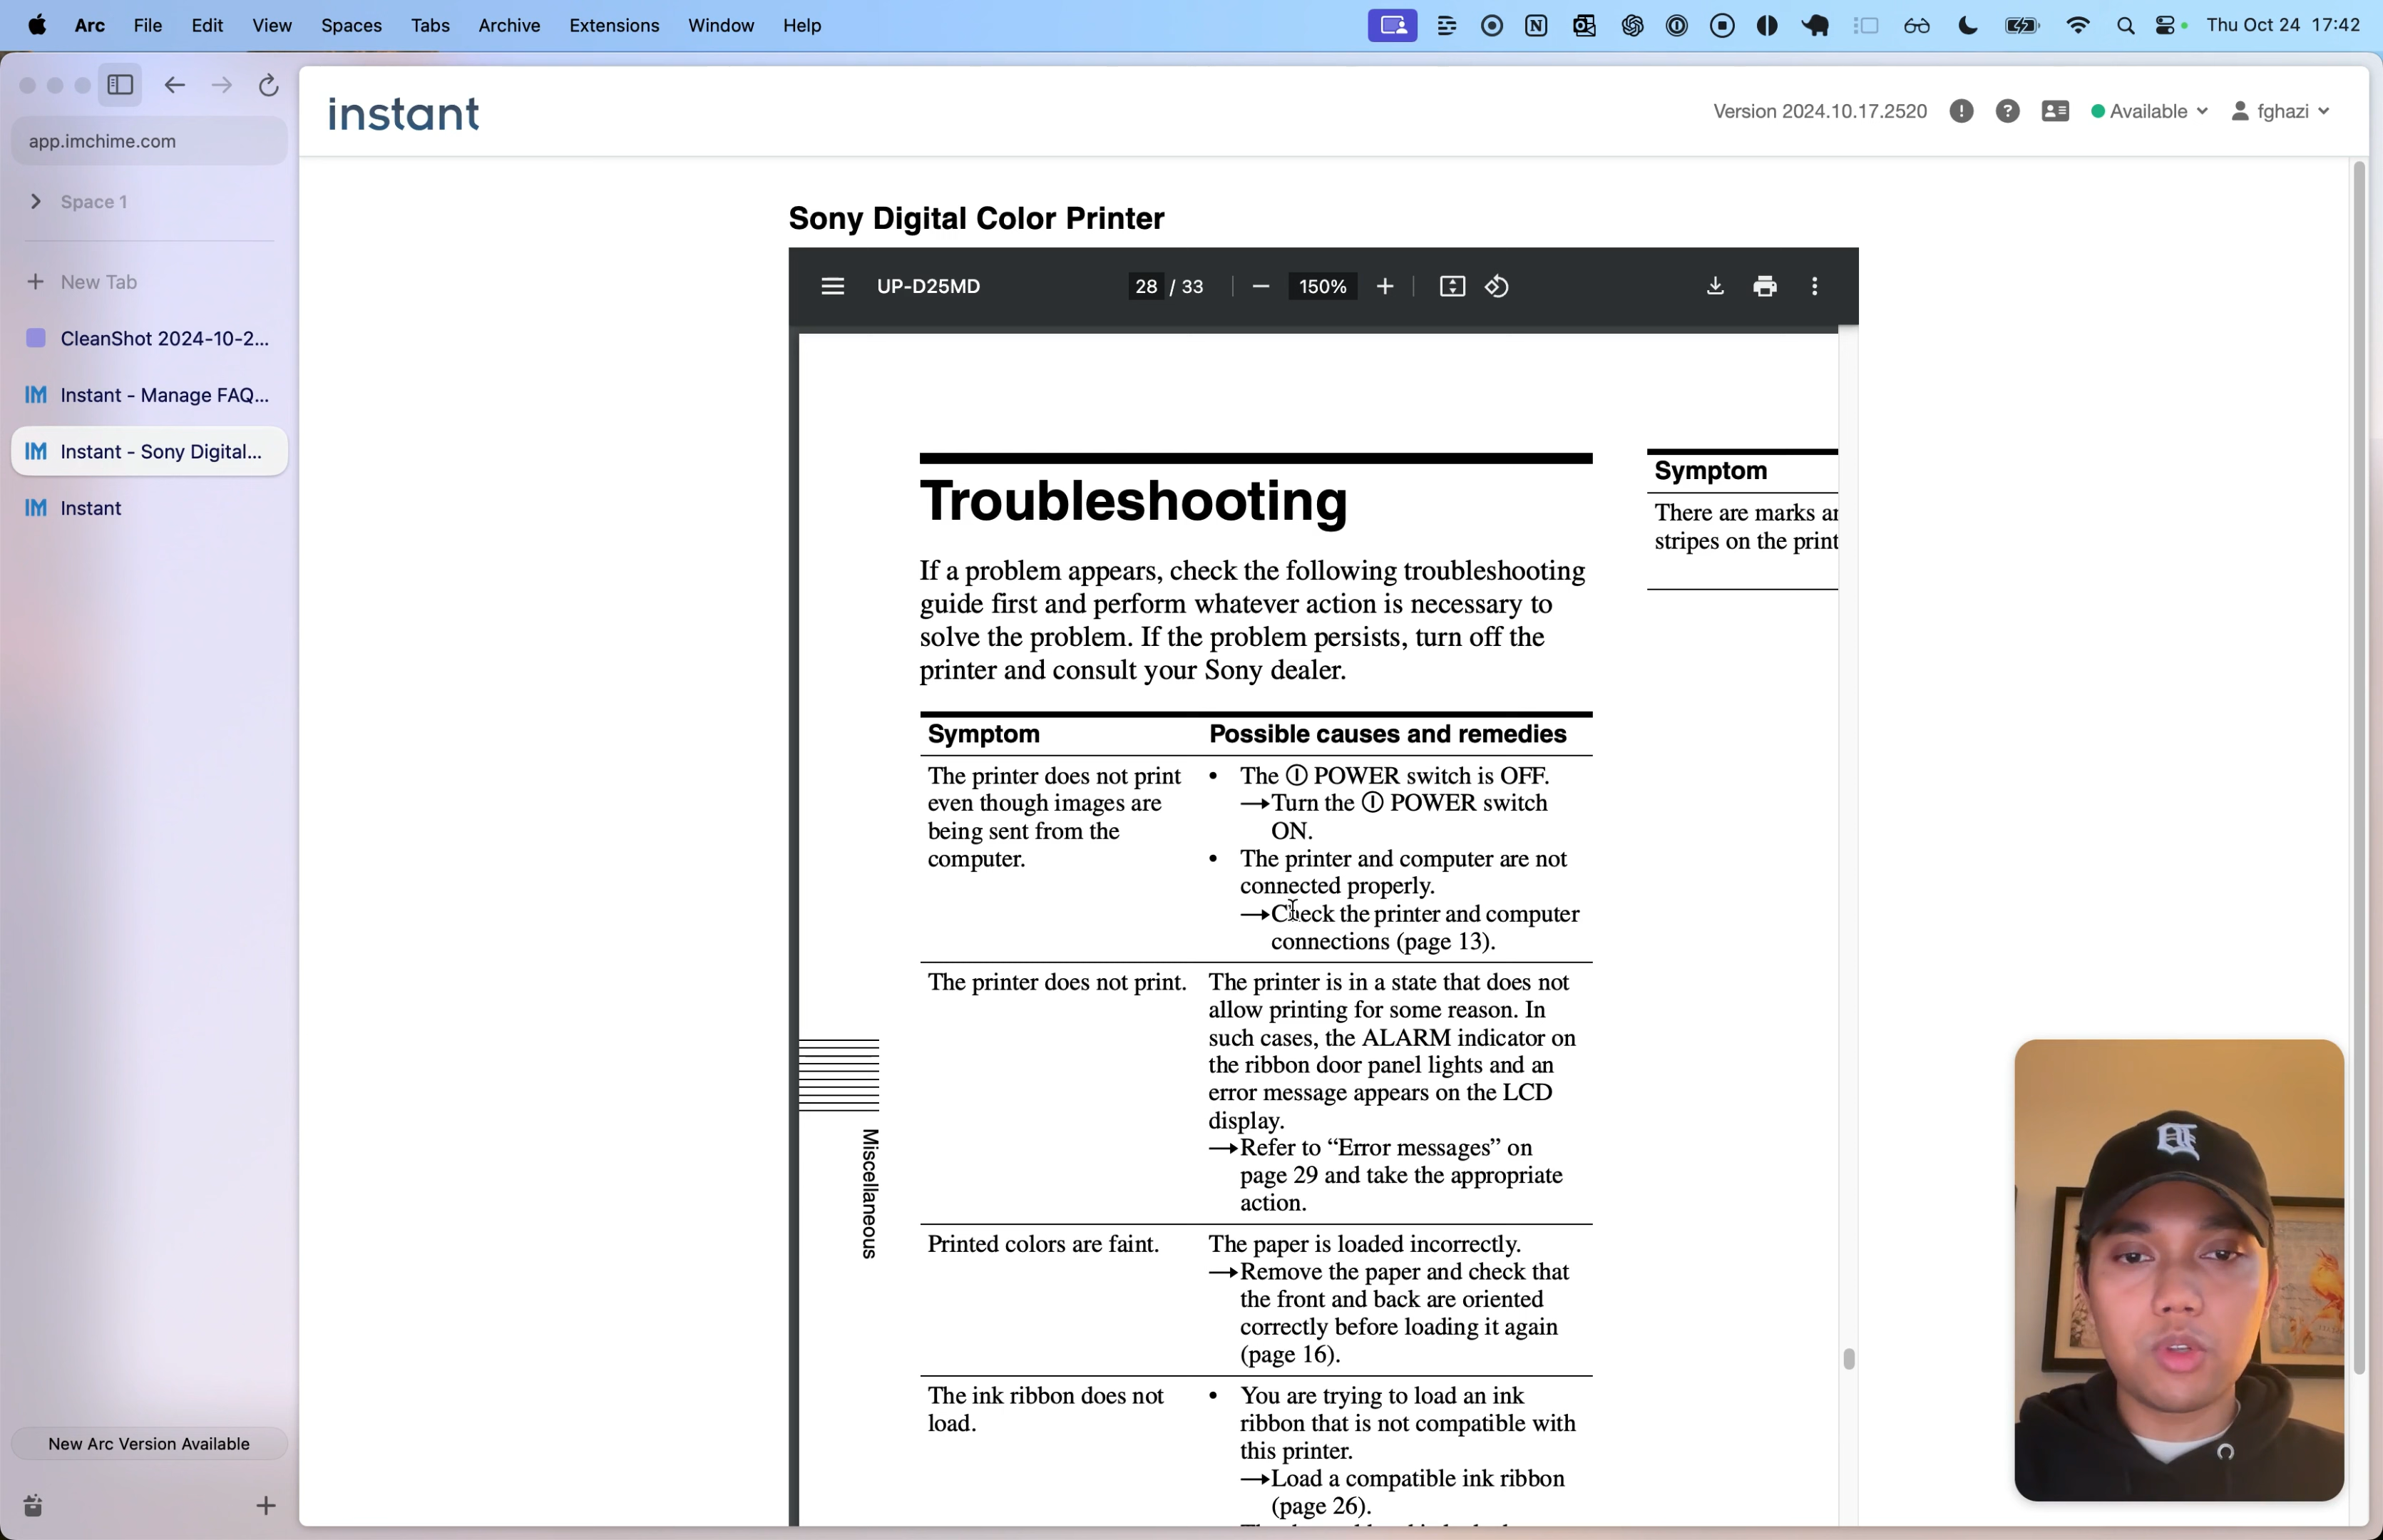 Arc File Edit View Spaces Tabs Archive Extensions Window Help Thu Oct 24 17:42
app.imchime.com
Space 1
New Tab
CleanShot 2024-10-2...
IM Instant - Manage FAQ...
IM Instant - Sony Digital...
IM Instant
New Arc Version Available
instant
Version 2024.10.17.2520 Available fghazi
Sony Digital Color Printer
UP-D25MD 28 / 33 150%
Troubleshooting
If a problem appears, check the following troubleshooting
guide first and perform whatever action is necessary to
solve the problem. If the problem persists, turn off the
printer and consult your Sony dealer.
Symptom Possible causes and remedies
The printer does not print
even though images are
being sent from the
computer.
• The ⏼ POWER switch is OFF.
→Turn the ⏼ POWER switch
ON.
• The printer and computer are not
connected properly.
→Check the printer and computer
connections (page 13).
The printer does not print.
The printer is in a state that does not
allow printing for some reason. In
such cases, the ALARM indicator on
the ribbon door panel lights and an
error message appears on the LCD
display.
→Refer to “Error messages” on
page 29 and take the appropriate
action.
Printed colors are faint.
The paper is loaded incorrectly.
→Remove the paper and check that
the front and back are oriented
correctly before loading it again
(page 16).
The ink ribbon does not
load.
• You are trying to load an ink
ribbon that is not compatible with
this printer.
→Load a compatible ink ribbon
(page 26).
Miscellaneous
Symptom
There are marks
stripes on the print